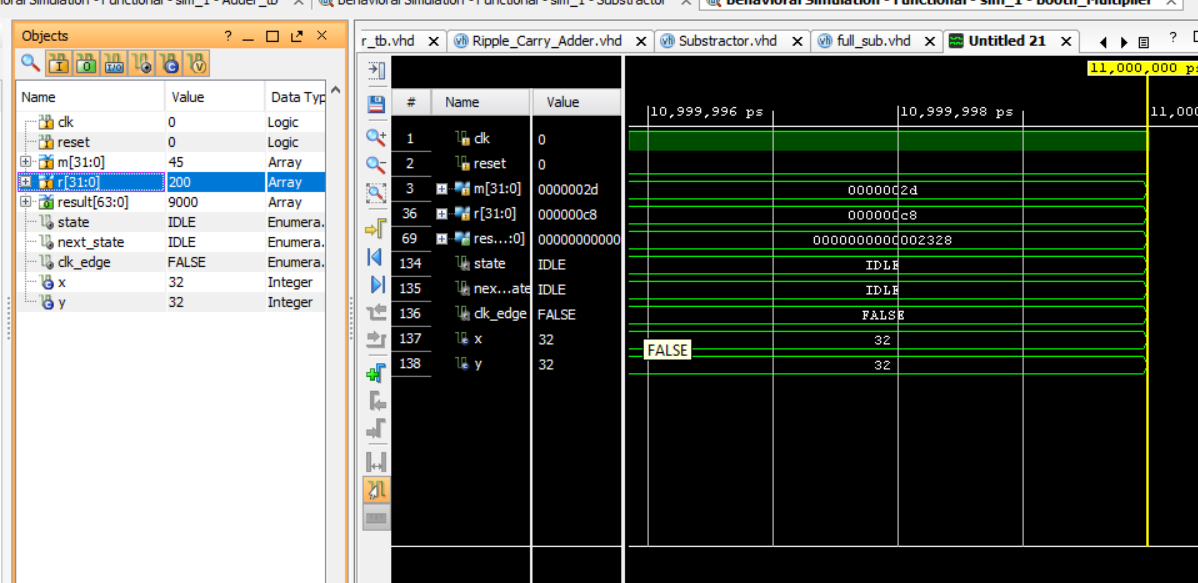 ioral Simulation - Functional - sim_1 - Adder_tb
Behavioral Simulation - Functional - sim_1 - Substractor
Behavioral Simulation - Functional - sim_1 - Booth_Multiplier
Objects
r_tb.vhd Ripple_Carry_Adder.vhd Substractor.vhd full_sub.vhd Untitled 21
Name Value Data Typ
clk 0 Logic
reset 0 Logic
m[31:0] 45 Array
r[31:0] 200 Array
result[63:0] 9000 Array
state IDLE Enumera.
next_state IDLE Enumera.
clk_edge FALSE Enumera.
x 32 Integer
y 32 Integer
11,000,000 ps
# Name Value
10,999,996 ps 10,999,998 ps 11,000
1 clk 0
2 reset 0
3 m[31:0] 0000002d 0000002d
36 r[31:0] 000000c8 000000c8
69 res...:0] 00000000000 0000000000002328
134 state IDLE IDLE
135 nex...ate IDLE IDLE
136 clk_edge FALSE FALSE
137 x 32 32
FALSE
138 y 32 32